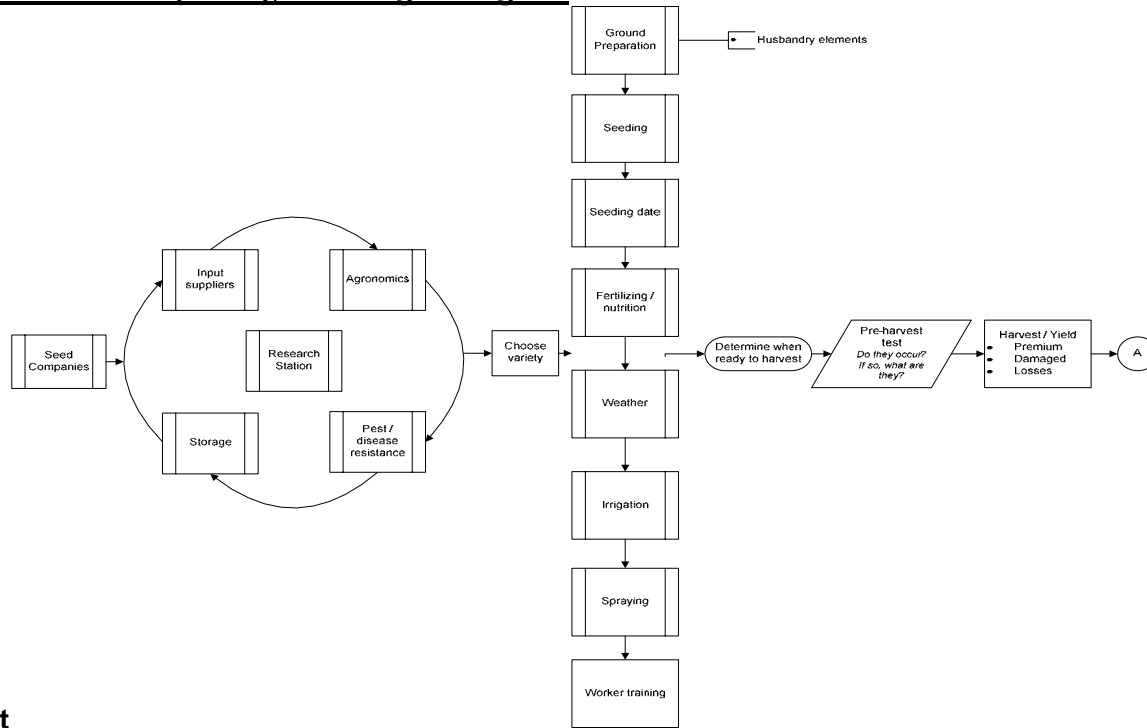 Ground
Preparation
Husbandry elements
Seeding
Seeding date
Input
suppliers
Agronomics
Fertilizing /
nutrition
Seed
Companies
Research
Station
Choose
variety
Determine when
ready to harvest
Pre-harvest
test
Do they occur?
If so, what are
they?
Harvest / Yield
Premium
Damaged
Losses
A
Weather
Storage
Pest /
disease
resistance
Irrigation
Spraying
Worker training
t